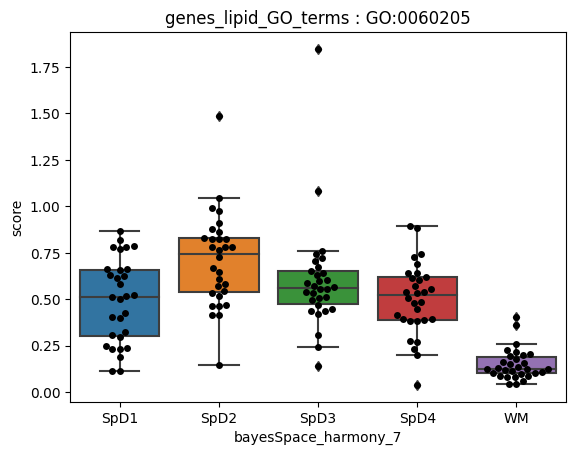 genes_lipid_GO_terms : GO:0060205
score
1.75
1.50
1.25
1.00
0.75
0.50
0.25
0.00
SpD1 SpD2 SpD3 SpD4 WM
bayesSpace_harmony_7